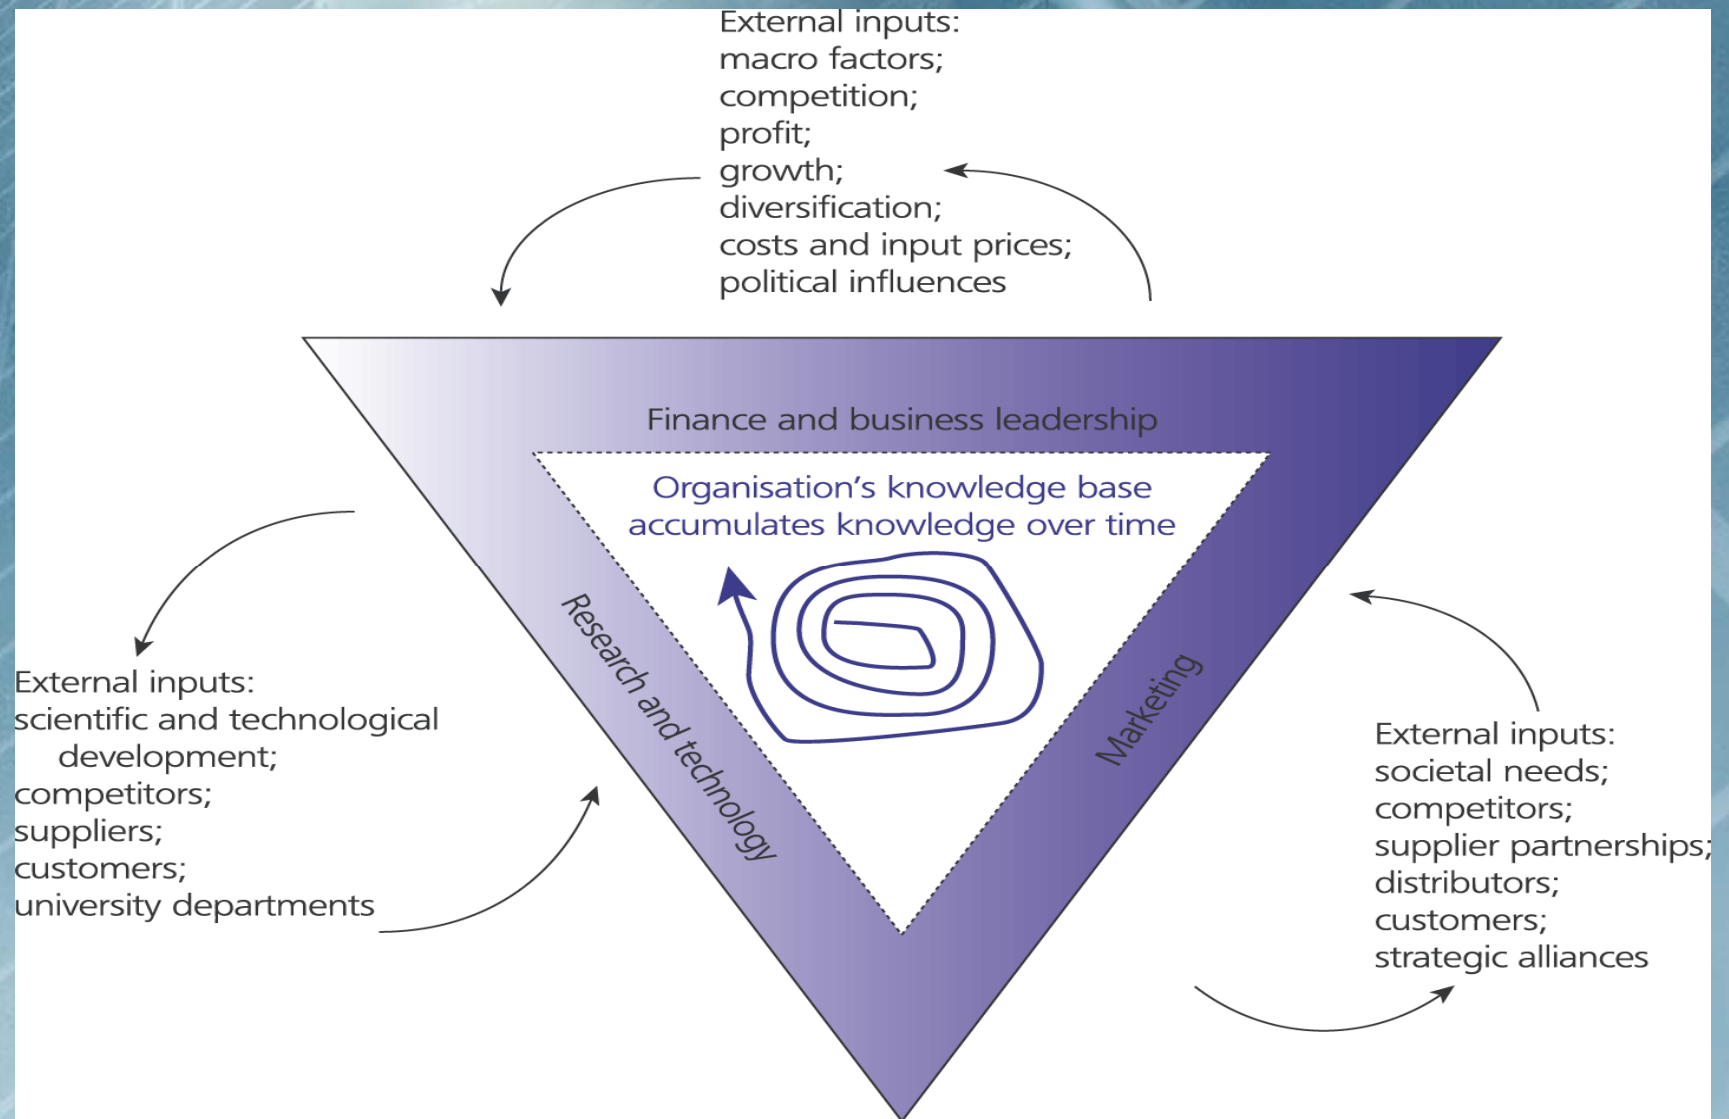 External inputs:
macro factors;
competition;
profit;
growth;
diversification;
costs and input prices;
political influences
Finance and business leadership
Organisation’s knowledge base
accumulates knowledge over time
Research and technology
Marketing
External inputs:
scientific and technological
development;
competitors;
suppliers;
customers;
university departments
External inputs:
societal needs;
competitors;
supplier partnerships;
distributors;
customers;
strategic alliances